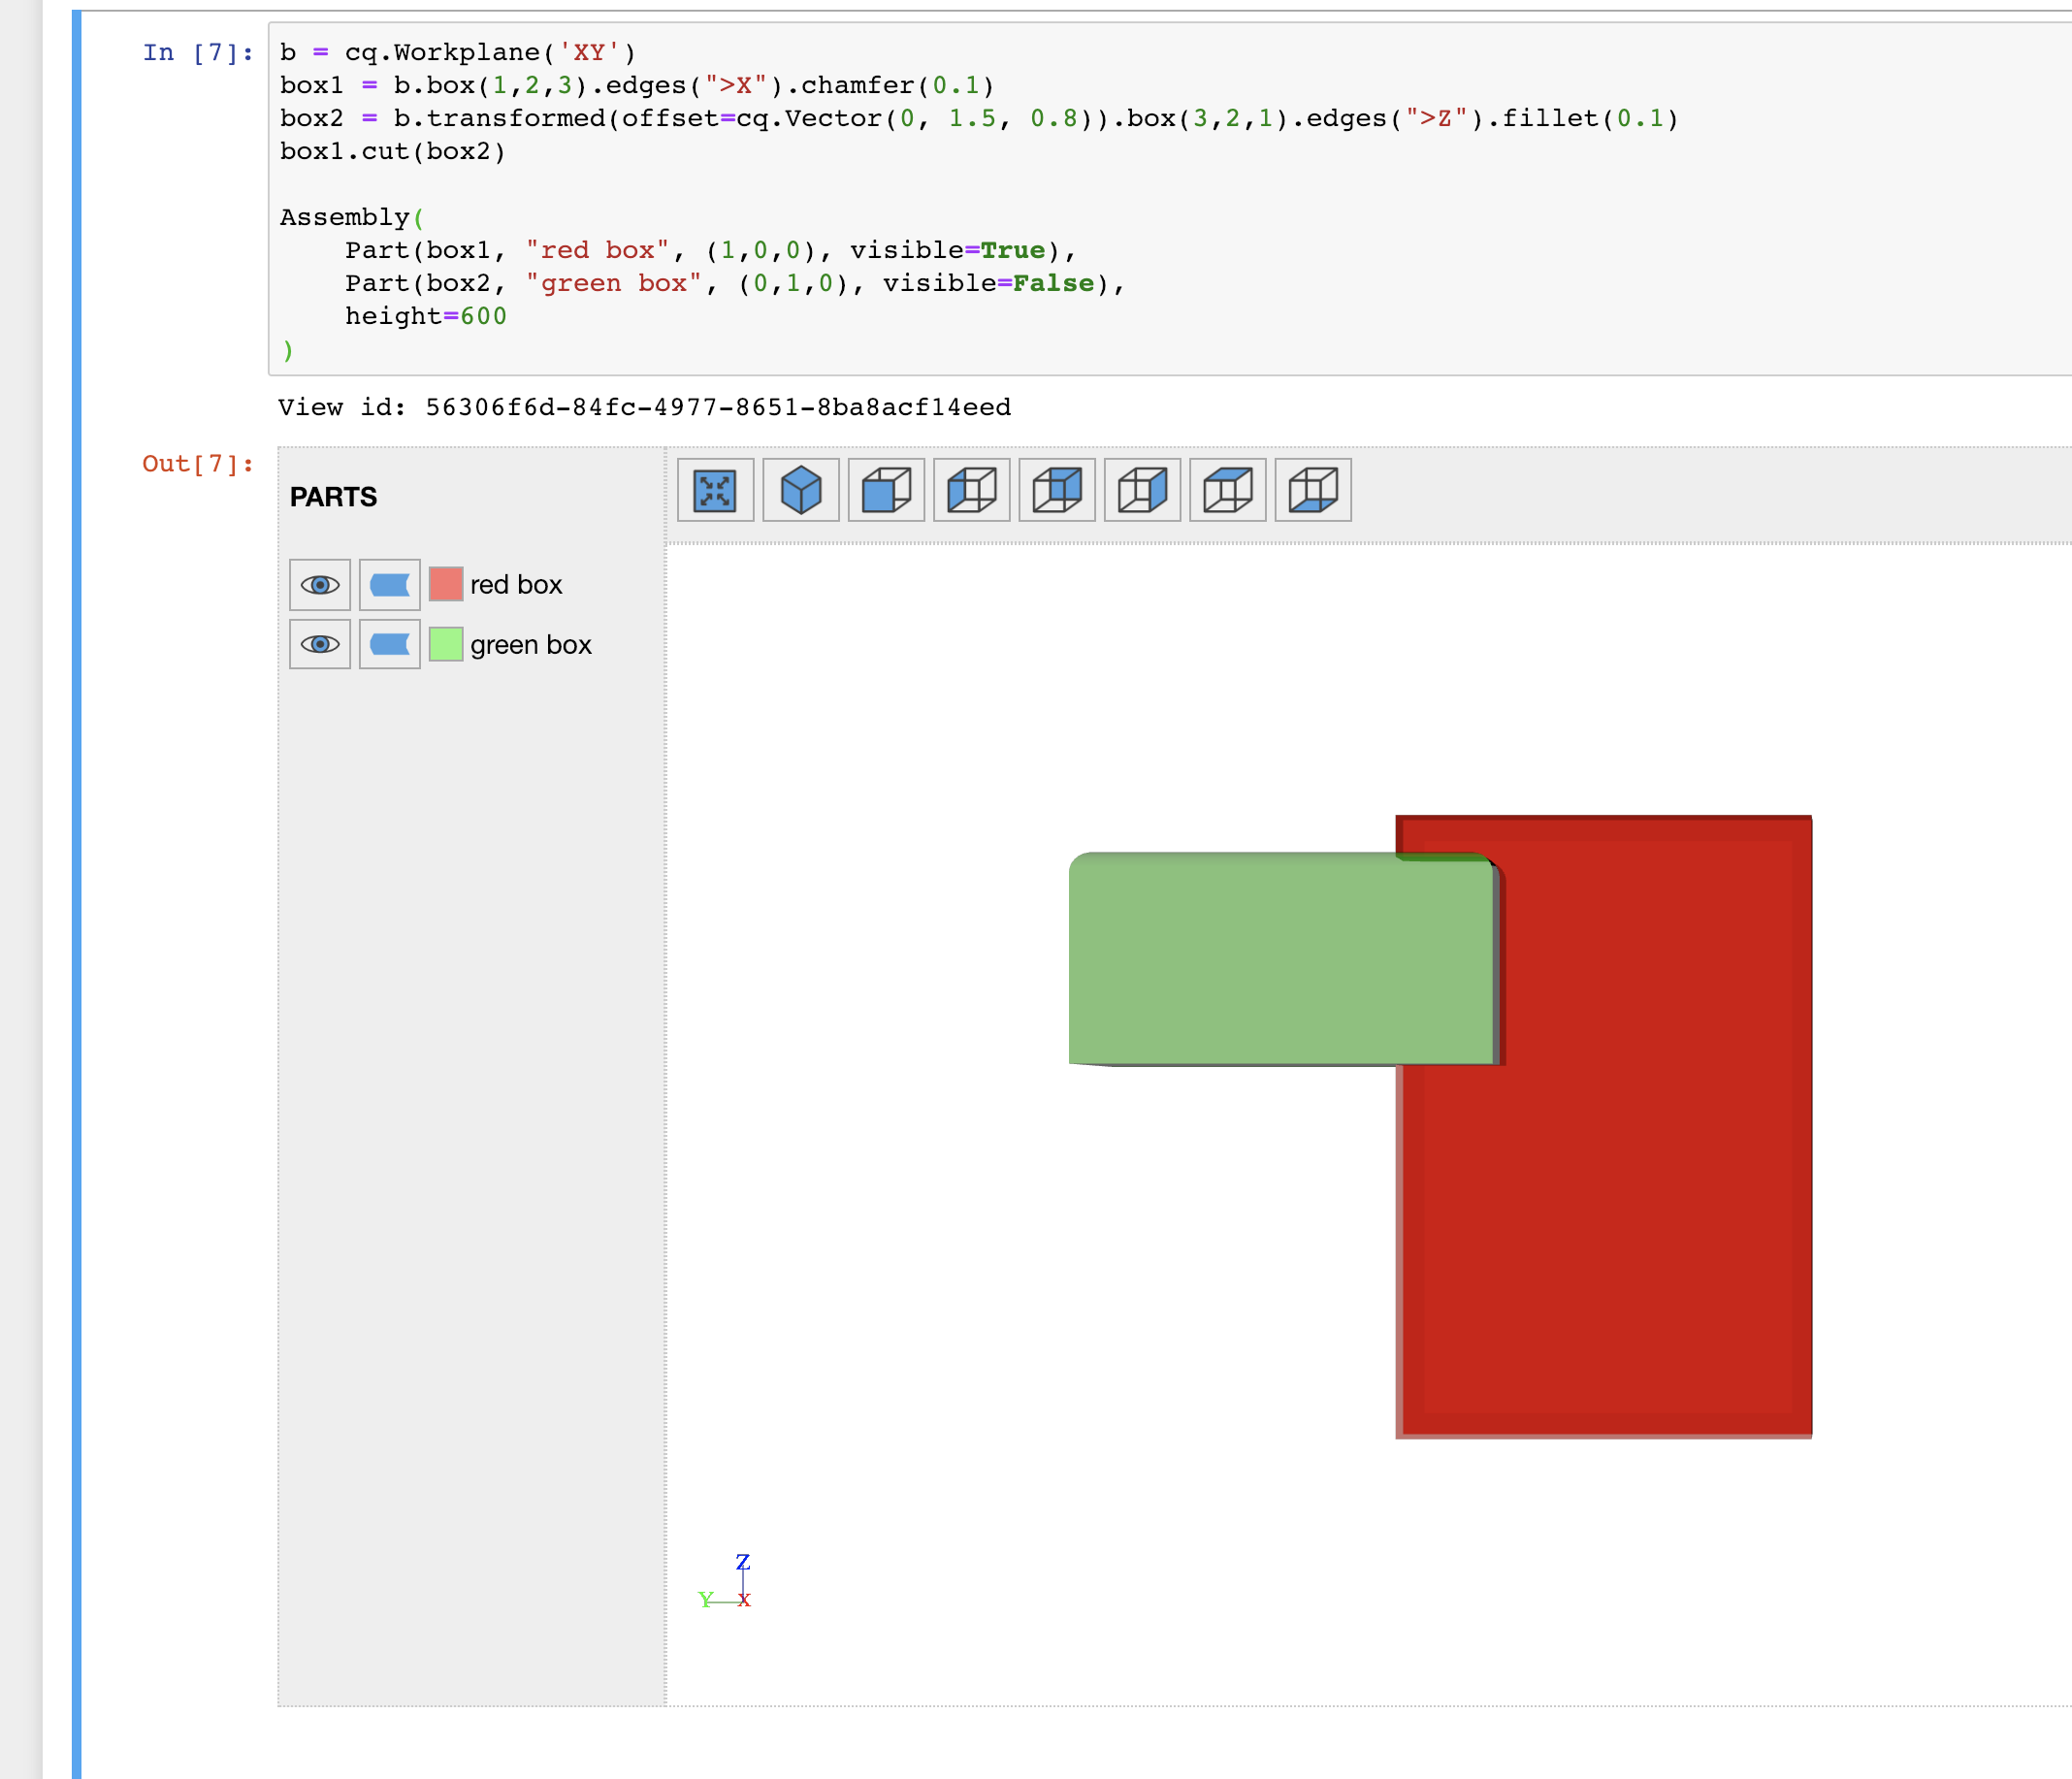 In [7]:
b = cq.Workplane('XY')
box1 = b.box(1,2,3).edges(">X").chamfer(0.1)
box2 = b.transformed(offset=cq.Vector(0, 1.5, 0.8)).box(3,2,1).edges(">Z").fillet(0.1)
box1.cut(box2)
Assembly(
    Part(box1, "red box", (1,0,0), visible=True),
    Part(box2, "green box", (0,1,0), visible=False),
    height=600
)
View id: 56306f6d-84fc-4977-8651-8ba8acf14eed
Out[7]:
PARTS
red box
green box
Z
Y X